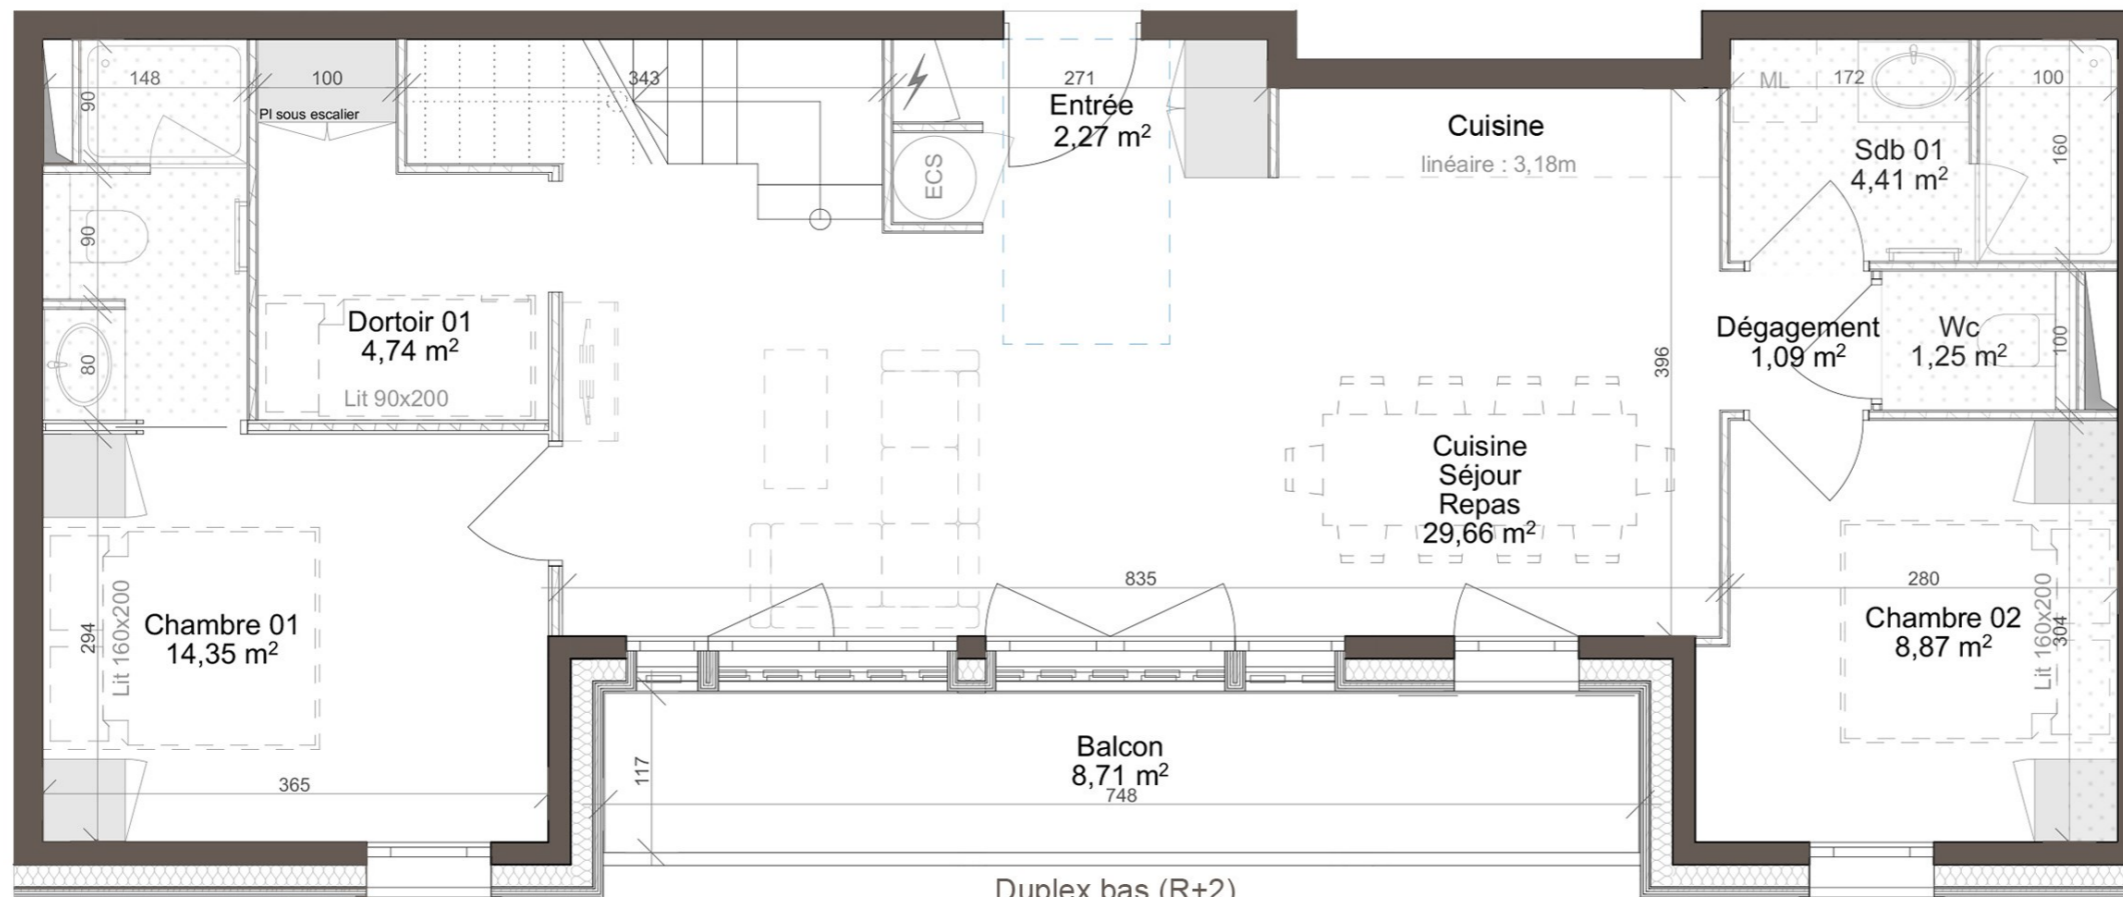 148
100
343
271
172
100
90
Pl sous escalier
Entrée
2,27 m²
Cuisine
linéaire : 3,18m
ML
Sdb 01
4,41 m²
160
ECS
90
Dortoir 01
4,74 m²
Lit 90x200
80
396
Dégagement
1,09 m²
Wc
1,25 m²
100
Cuisine
Séjour
Repas
29,66 m²
835
280
Chambre 01
14,35 m²
294
Lit 160x200
365
Chambre 02
8,87 m²
304
Lit 160x200
Balcon
8,71 m²
117
748
Duplex bas (R+2)